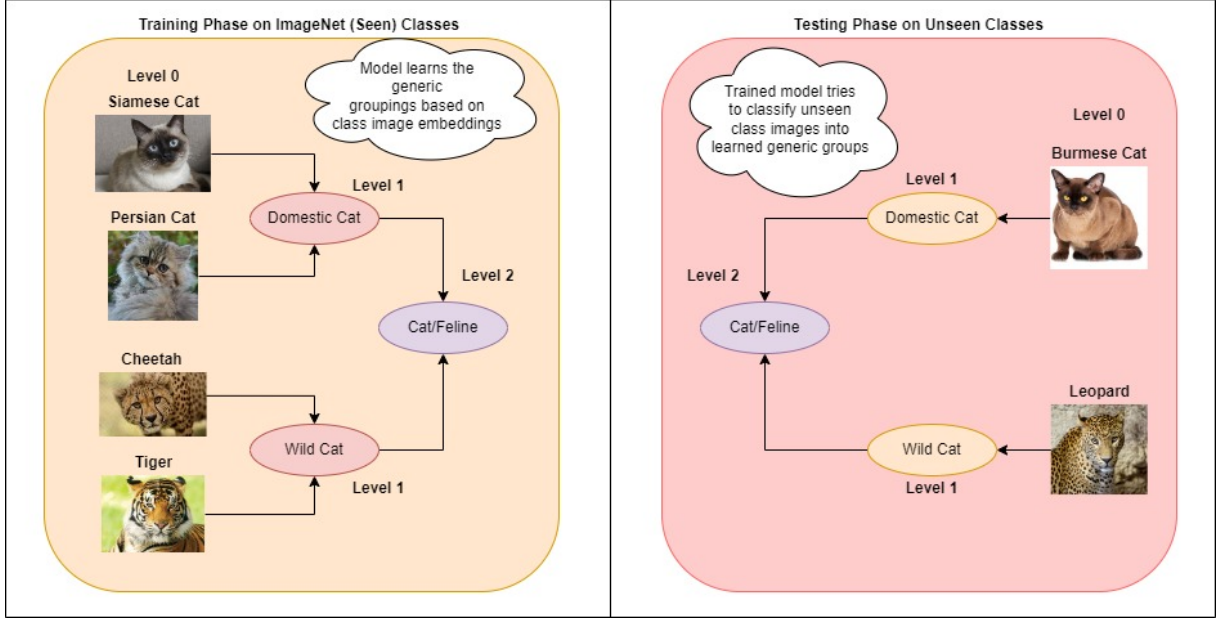 Training Phase on ImageNet (Seen) Classes
Level 0
Siamese Cat
Model learns the
generic
groupings based on
class image embeddings
Level 1
Persian Cat
Domestic Cat
Level 2
Cat/Feline
Cheetah
Wild Cat
Tiger
Level 1
Testing Phase on Unseen Classes
Trained model tries
to classify unseen
class images into
learned generic groups
Level 0
Burmese Cat
Level 1
Domestic Cat
Level 2
Cat/Feline
Leopard
Wild Cat
Level 1